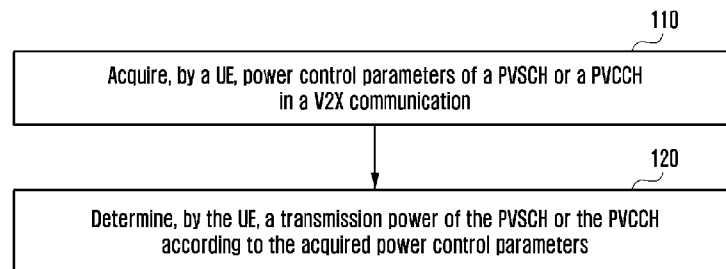 110
Acquire, by a UE, power control parameters of a PVSCH or a PVCCH
in a V2X communication
120
Determine, by the UE, a transmission power of the PVSCH or the PVCCH
according to the acquired power control parameters